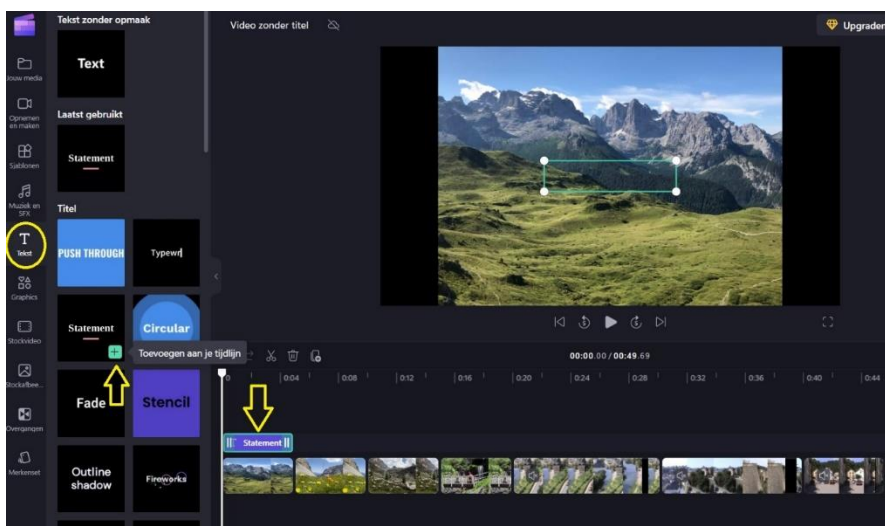 Tekst zonder opmaak
Video zonder titel
Upgraden
Text
Jouw media
Opnemen
en maken
Laatst gebruikt
Statement
Sjablonen
Muziek en
SFX
Titel
T
Tekst
PUSH THROUGH
Typewr
Graphics
Statement
Circular
Stockvideo
Toevoegen aan je tijdlijn
00:00.00 / 00:49.69
0
0:04
0:08
0:12
0:16
0:20
0:24
0:28
0:32
0:36
0:40
0:44
Stockafbee...
Fade
Stencil
Overgangen
Statement
Merkenset
Outline
shadow
Fireworks